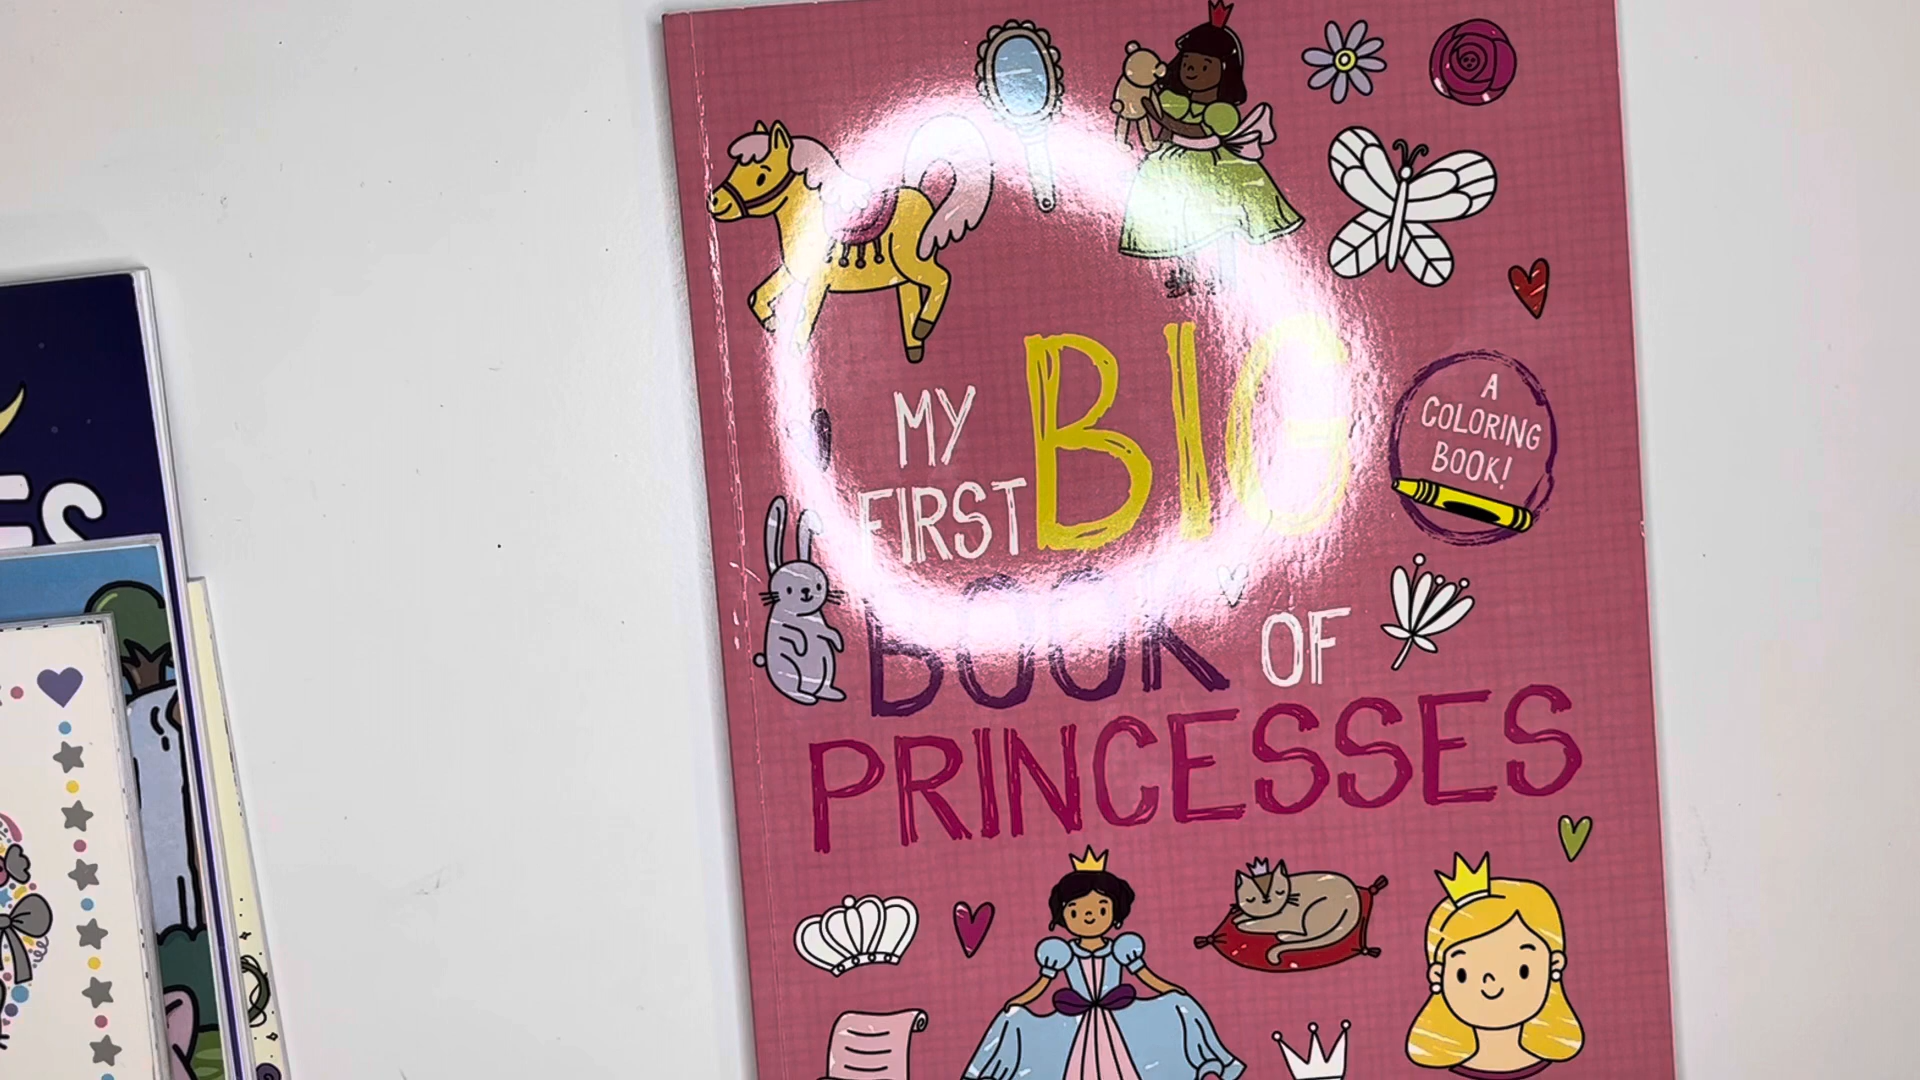 MY
FIRST BIG
BOOK OF
PRINCESSES
A
COLORING
BOOK!